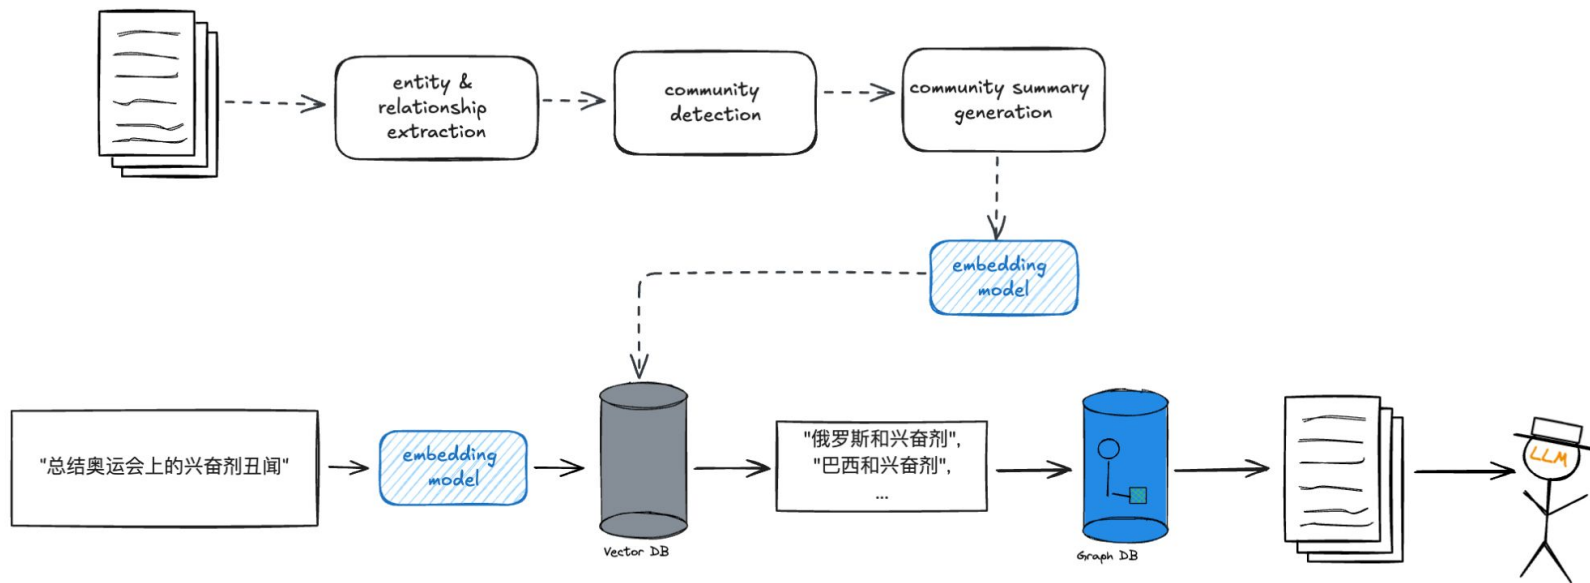 entity &
relationship
extraction
community
detection
community summary
generation
embedding
model
"总结奥运会上的兴奋剂丑闻"
embedding
model
Vector DB
"俄罗斯和兴奋剂",
"巴西和兴奋剂",
...
Graph DB
LLM